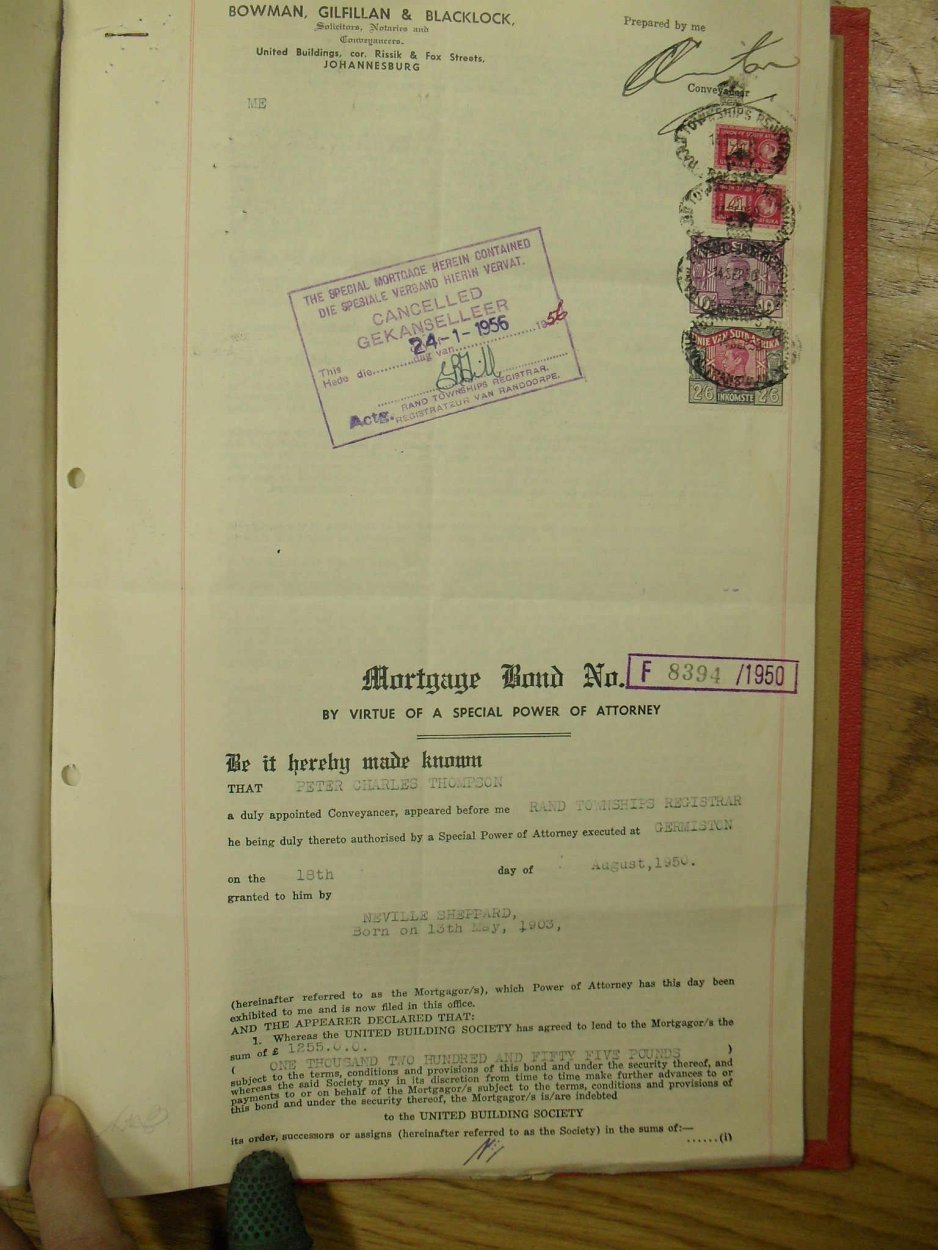 BOWMAN, GILFILLAN & BLACKLOCK,
Solicitors, Notaries and
Conveyancers.
United Buildings, cor. Rissik & Fox Streets,
JOHANNESBURG
Prepared by me
Conveyancer
ME
THE SPECIAL MORTGAGE HEREIN CONTAINED
DIE SPESIALE VERBAND HIERIN VERVAT.
CANCELLED
GEKANSELLEER
24-1-1956
This
Hede die..........dag van..........1956
RAND TOWNSHIPS REGISTRAR.
Actg. REGISTRATEUR VAN RANDDORPE.
2/6 INKOMSTE 2/6
Mortgage Bond No. F 8394 /1950
BY VIRTUE OF A SPECIAL POWER OF ATTORNEY
Be it hereby made known
THAT PETER CHARLES THOMPSON
a duly appointed Conveyancer, appeared before me RAND TOWNSHIPS REGISTRAR
he being duly thereto authorised by a Special Power of Attorney executed at GERMISTON
on the 18th day of August, 1950.
granted to him by
NEVILLE SHEPPARD,
Born on 13th May, 1903,
(hereinafter referred to as the Mortgagor/s), which Power of Attorney has this day been
exhibited to me and is now filed in this office.
AND THE APPEARER DECLARED THAT:
1. Whereas the UNITED BUILDING SOCIETY has agreed to lend to the Mortgagor/s the
sum of £ 1255.0.0.
( ONE THOUSAND TWO HUNDRED AND FIFTY FIVE POUNDS )
subject to the terms, conditions and provisions of this bond and under the security thereof, and
whereas the said Society may in its discretion from time to time make further advances to or
payments to or on behalf of the Mortgagor/s subject to the terms, conditions and provisions of
this bond and under the security thereof, the Mortgagor/s is/are indebted
to the UNITED BUILDING SOCIETY
its order, successors or assigns (hereinafter referred to as the Society) in the sums of:—
......(i)